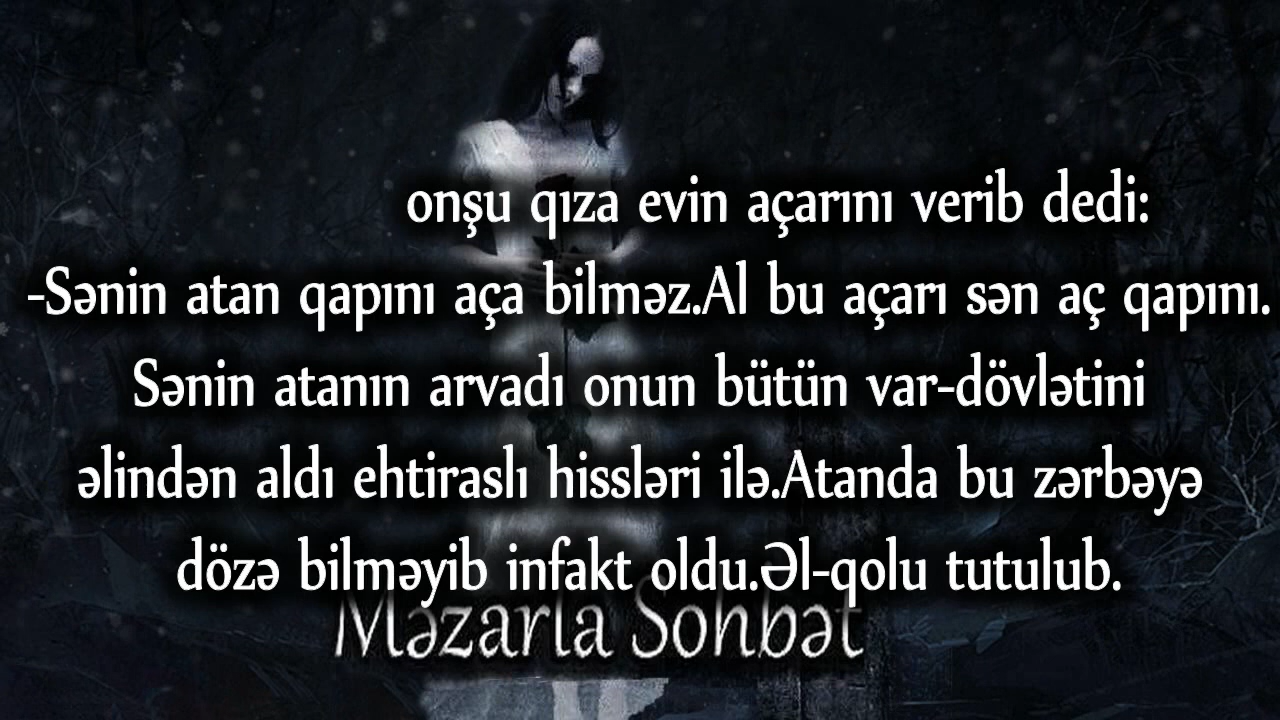 onşu qıza evin açarını verib dedi:
-Sənin atan qapını aça bilməz.Al bu açarı sən aç qapını.
Sənin atanın arvadı onun bütün var-dövlətini
əlindən aldı ehtiraslı hissləri ilə.Atanda bu zərbəyə
dözə bilməyib infakt oldu.Əl-qolu tutulub.
Məzarla Sohbət